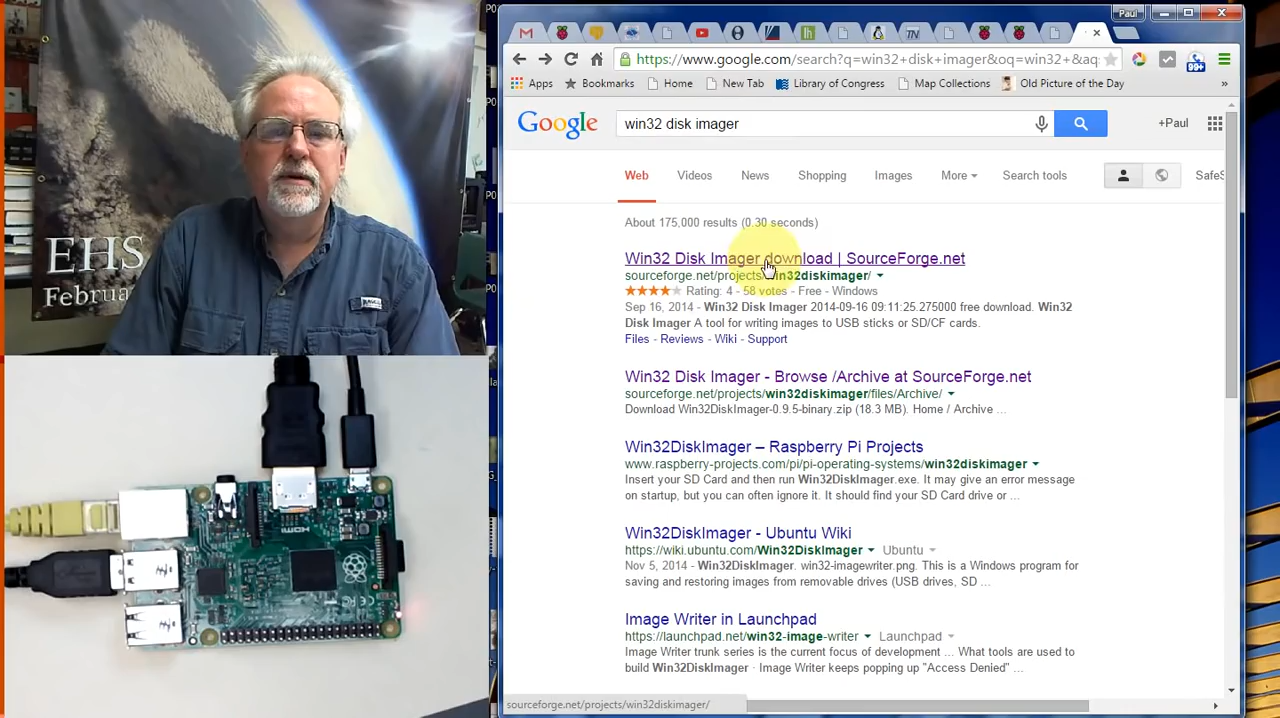 EHS
Februa
HDMI
CE
Paul
https://www.google.com/search?q=win32+disk+imager&oq=win32+&aq
Apps
Bookmarks
Home
New Tab
Library of Congress
Map Collections
Old Picture of the Day
»
99+
Google
win32 disk imager
+Paul
Web
Videos
News
Shopping
Images
More
Search tools
SafeS
About 175,000 results (0.30 seconds)
Win32 Disk Imager download | SourceForge.net
sourceforge.net/projects/win32diskimager/
Rating: 4 - 58 votes - Free - Windows
Sep 16, 2014 - Win32 Disk Imager 2014-09-16 09:11:25.275000 free download. Win32
Disk Imager A tool for writing images to USB sticks or SD/CF cards.
Files - Reviews - Wiki - Support
Win32 Disk Imager - Browse /Archive at SourceForge.net
sourceforge.net/projects/win32diskimager/files/Archive/
Download Win32DiskImager-0.9.5-binary.zip (18.3 MB). Home / Archive ...
Win32DiskImager – Raspberry Pi Projects
www.raspberry-projects.com/pi/pi-operating-systems/win32diskimager
Insert your SD Card and then run Win32DiskImager.exe. It may give an error message
on startup, but you can often ignore it. It should find your SD Card drive or ...
Win32DiskImager - Ubuntu Wiki
https://wiki.ubuntu.com/Win32DiskImager
Ubuntu
Nov 5, 2014 - Win32DiskImager. win32-imagewriter.png. This is a Windows program for
saving and restoring images from removable drives (USB drives, SD ...
Image Writer in Launchpad
https://launchpad.net/win32-image-writer
Launchpad
Image Writer trunk series is the current focus of development ... What tools are used to
build Win32DiskImager · Image Writer keeps popping up "Access Denied" ...
sourceforge.net/projects/win32diskimager/